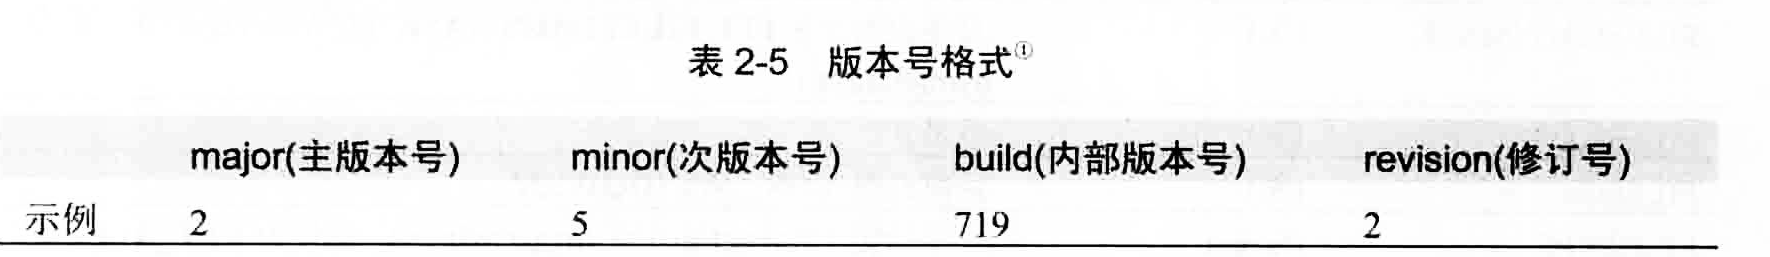 表 2-5 版本号格式①
major(主版本号) minor(次版本号) build(内部版本号) revision(修订号)
示例 2 5 719 2